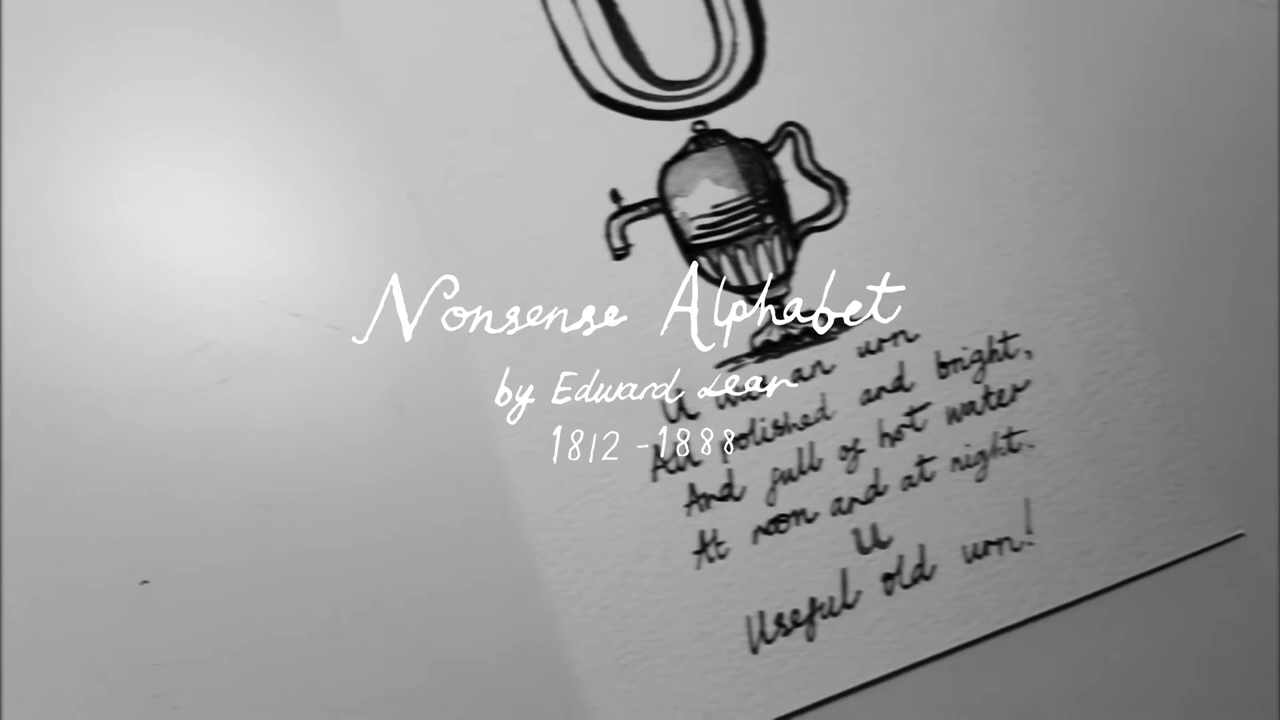 U
Nonsense Alphabet
by Edward Lear
1812 - 1888
U was an urn
All polished and bright,
And full of hot water
At noon and at night.
U
Useful old urn!